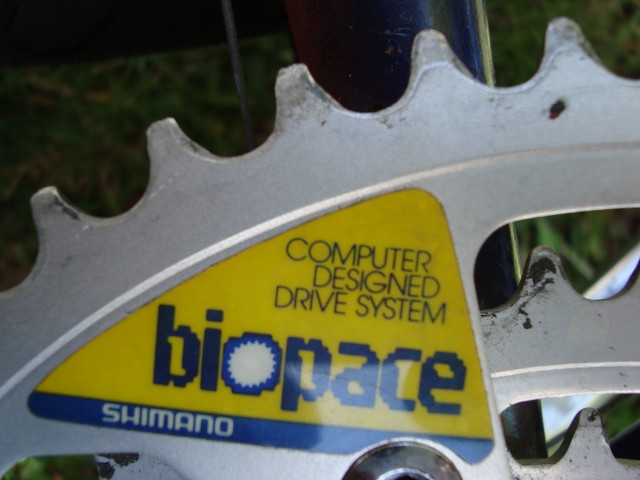 COMPUTER
DESIGNED
DRIVE SYSTEM
biopace
SHIMANO